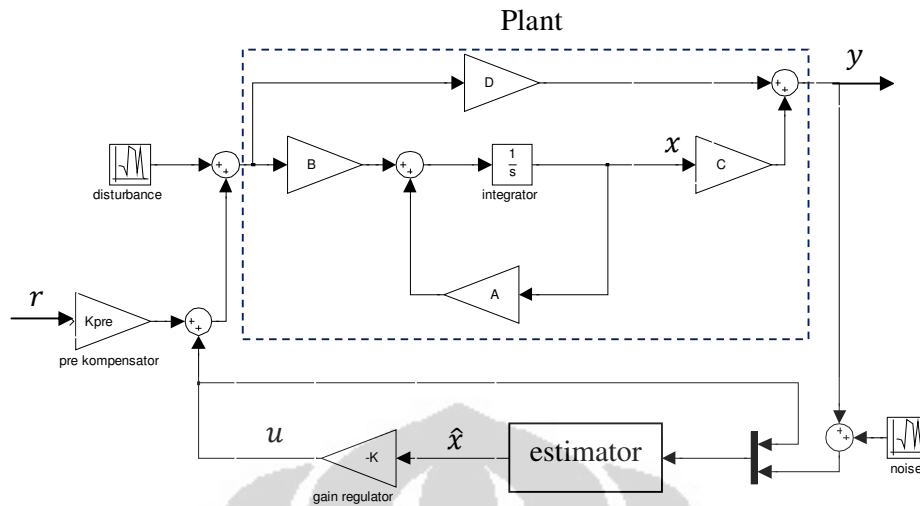 Plant
D
y
+
+
disturbance
+
+
B
+
+
1
s
integrator
x
C
A
r
Kpre
pre kompensator
+
+
u
-K
gain regulator
x̂
estimator
+
+
noise